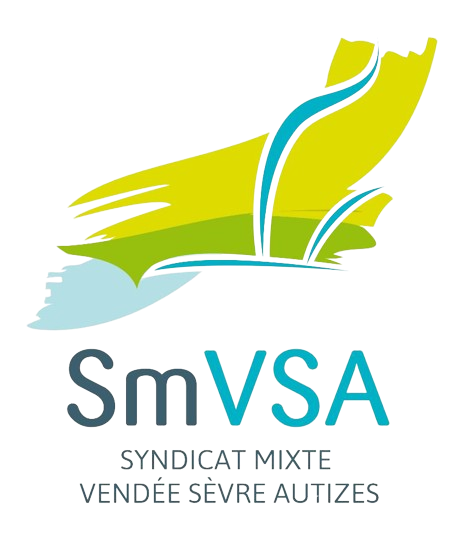 SmVSA
SYNDICAT MIXTE
VENDÉE SÈVRE AUTIZES